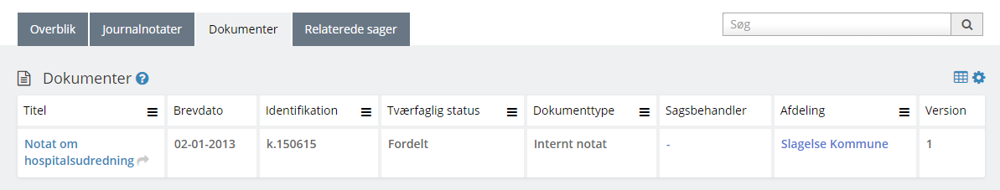 Overblik
Journalnotater
Dokumenter
Relaterede sager
Søg
Dokumenter ?
Titel
Brevdato
Identifikation
Tværfaglig status
Dokumenttype
Sagsbehandler
Afdeling
Version
Notat om
hospitalsudredning
02-01-2013
k.150615
Fordelt
Internt notat
-
Slagelse Kommune
1